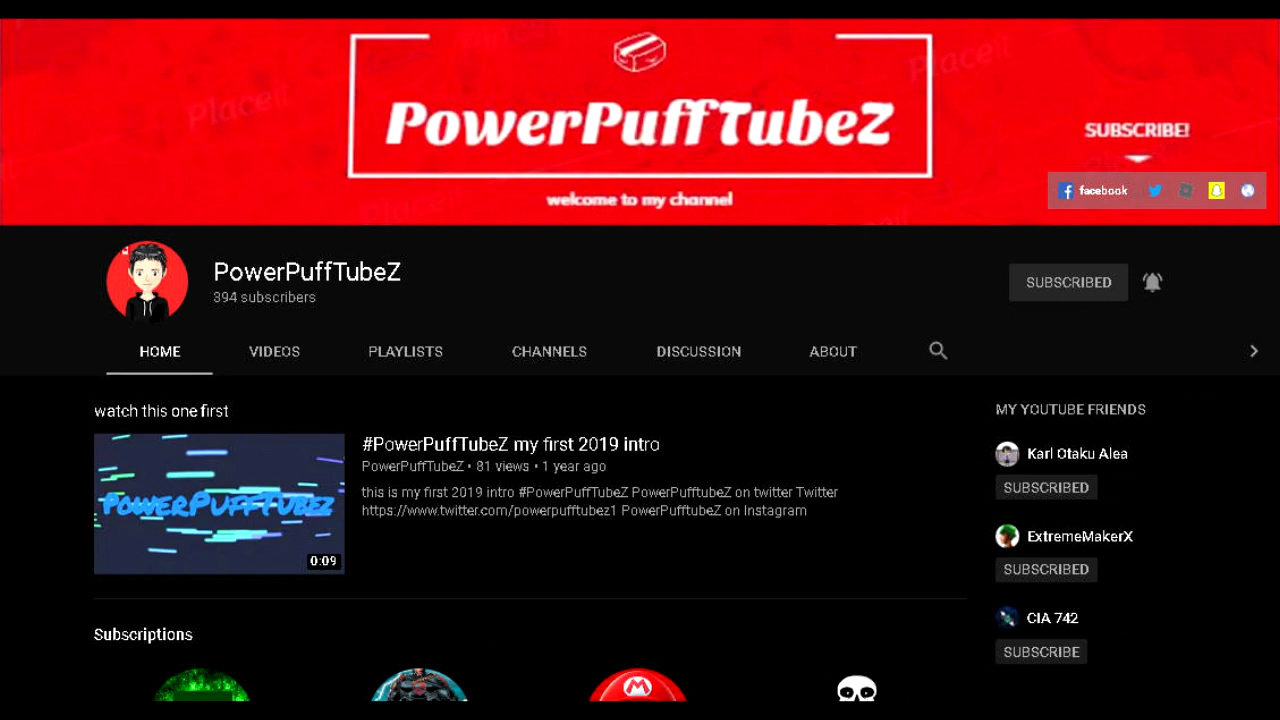 Placeit
Placeit
Placeit
PowerPuffTubeZ
SUBSCRIBE!
welcome to my channel
facebook
PowerPuffTubeZ
394 subscribers
SUBSCRIBED
HOME VIDEOS PLAYLISTS CHANNELS DISCUSSION ABOUT
watch this one first
MY YOUTUBE FRIENDS
#PowerPuffTubeZ my first 2019 intro
PowerPuffTubeZ • 81 views • 1 year ago
this is my first 2019 intro #PowerPuffTubeZ PowerPufftubeZ on twitter Twitter
https://www.twitter.com/powerpufftubez1 PowerPufftubeZ on Instagram
PowerPuffTubez
0:09
Karl Otaku Alea
SUBSCRIBED
ExtremeMakerX
SUBSCRIBED
CIA 742
SUBSCRIBE
Subscriptions
M